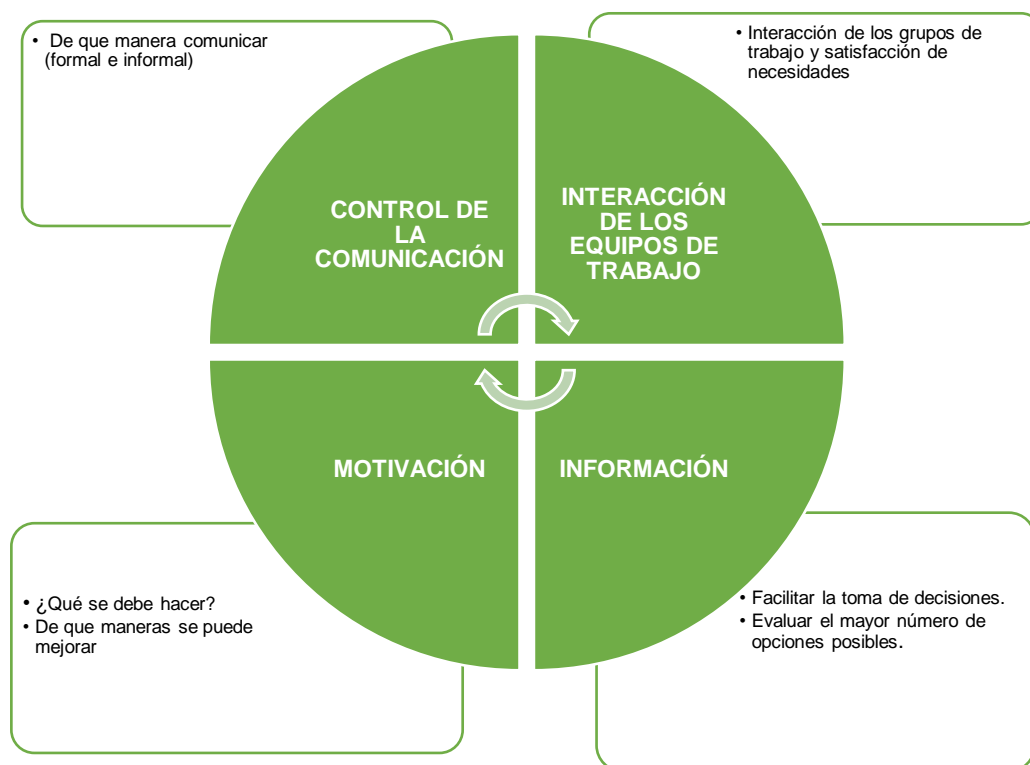 • De que manera comunicar
(formal e informal)
• Interacción de los grupos de
trabajo y satisfacción de
necesidades
CONTROL DE
LA
COMUNICACIÓN
INTERACCIÓN
DE LOS
EQUIPOS DE
TRABAJO
MOTIVACIÓN
INFORMACIÓN
• ¿Qué se debe hacer?
• De que maneras se puede
mejorar
• Facilitar la toma de decisiones.
• Evaluar el mayor número de
opciones posibles.